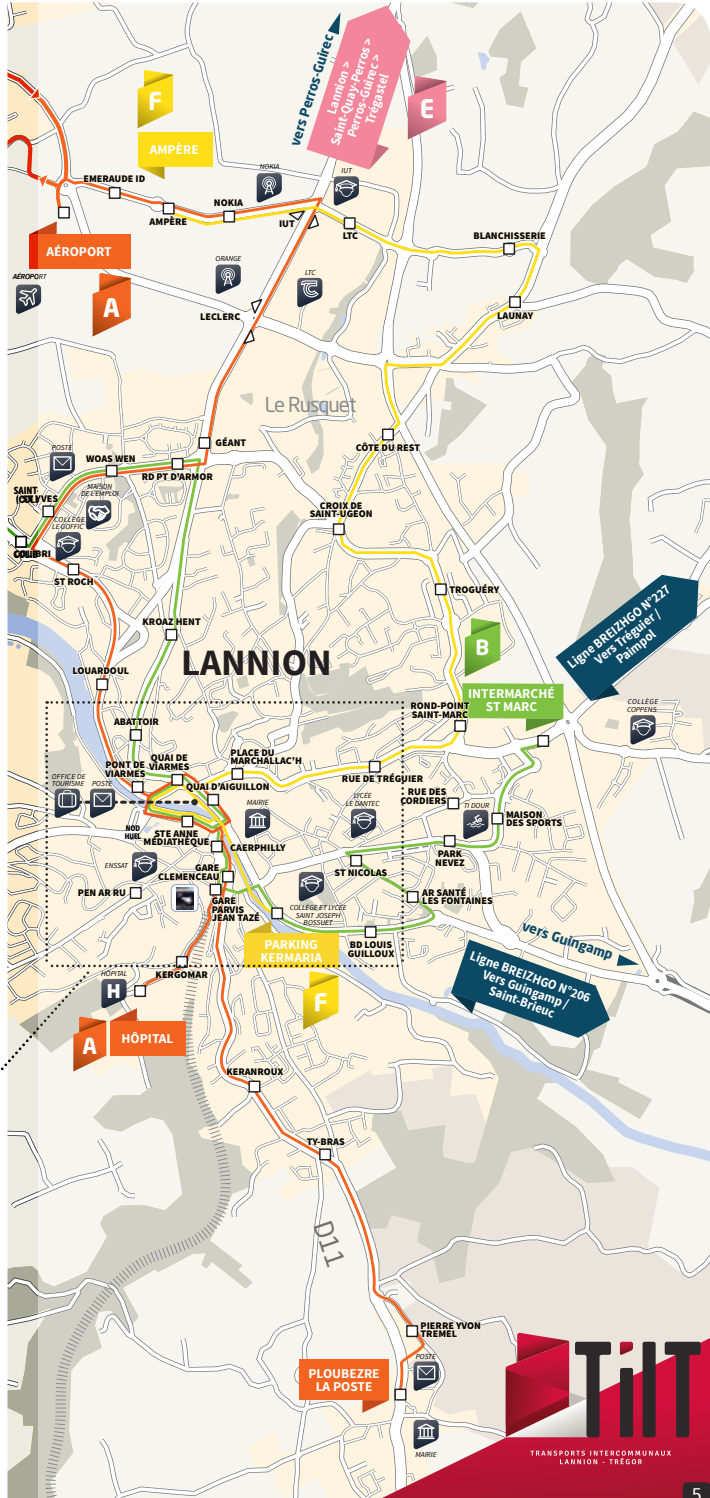 vers Perros-Guirec
Lannion >
Saint-Quay-Perros >
Perros-Guirec >
Trégastel
E
F
AMPÈRE
NOKIA
IUT
EMERAUDE ID
AMPÈRE
NOKIA
IUT
LTC
BLANCHISSERIE
AÉROPORT
AÉROPORT
A
ORANGE
LTC
LECLERC
LAUNAY
Le Rusquet
GÉANT
CÔTE DU REST
POSTE
WOAS WEN
RD PT D'ARMOR
MAISON
DE L'EMPLOI
COLLÈGE
LE GOFFIC
CROIX DE
SAINT-UGEON
ST ROCH
TROGUÉRY
KROAZ HENT
LANNION
B
Ligne BREIZHGO N°227
Vers Tréguier /
Paimpol
LOUARDOUL
INTERMARCHÉ
ST MARC
COLLÈGE
COPPENS
ROND-POINT
SAINT-MARC
ABATTOIR
PONT DE
VIARMES
QUAI DE
VIARMES
PLACE DU
MARCHALLAC'H
RUE DE TRÉGUIER
OFFICE DE
TOURISME
POSTE
QUAI D'AIGUILLON
MAIRIE
LYCÉE
LE DANTEC
RUE DES
CORDIERS
TI DOUR
MAISON
DES SPORTS
NOD
HUEL
STE ANNE
MÉDIATHÈQUE
CAERPHILLY
PARK
NEVEZ
ENSSAT
GARE
CLEMENCEAU
ST NICOLAS
PEN AR RU
GARE
PARVIS
JEAN TAZÉ
COLLÈGE ET LYCÉE
SAINT JOSEPH
BOSSUET
AR SANTÉ
LES FONTAINES
PARKING
KERMARIA
BD LOUIS
GUILLOUX
vers Guingamp
Ligne BREIZHGO N°206
Vers Guingamp /
Saint-Brieuc
KERGOMAR
HÔPITAL
H
F
A
HÔPITAL
KERANROUX
TY-BRAS
D11
PIERRE YVON
TREMEL
POSTE
PLOUBEZRE
LA POSTE
MAIRIE
TilT
TRANSPORTS INTERCOMMUNAUX
LANNION - TRÉGOR
5